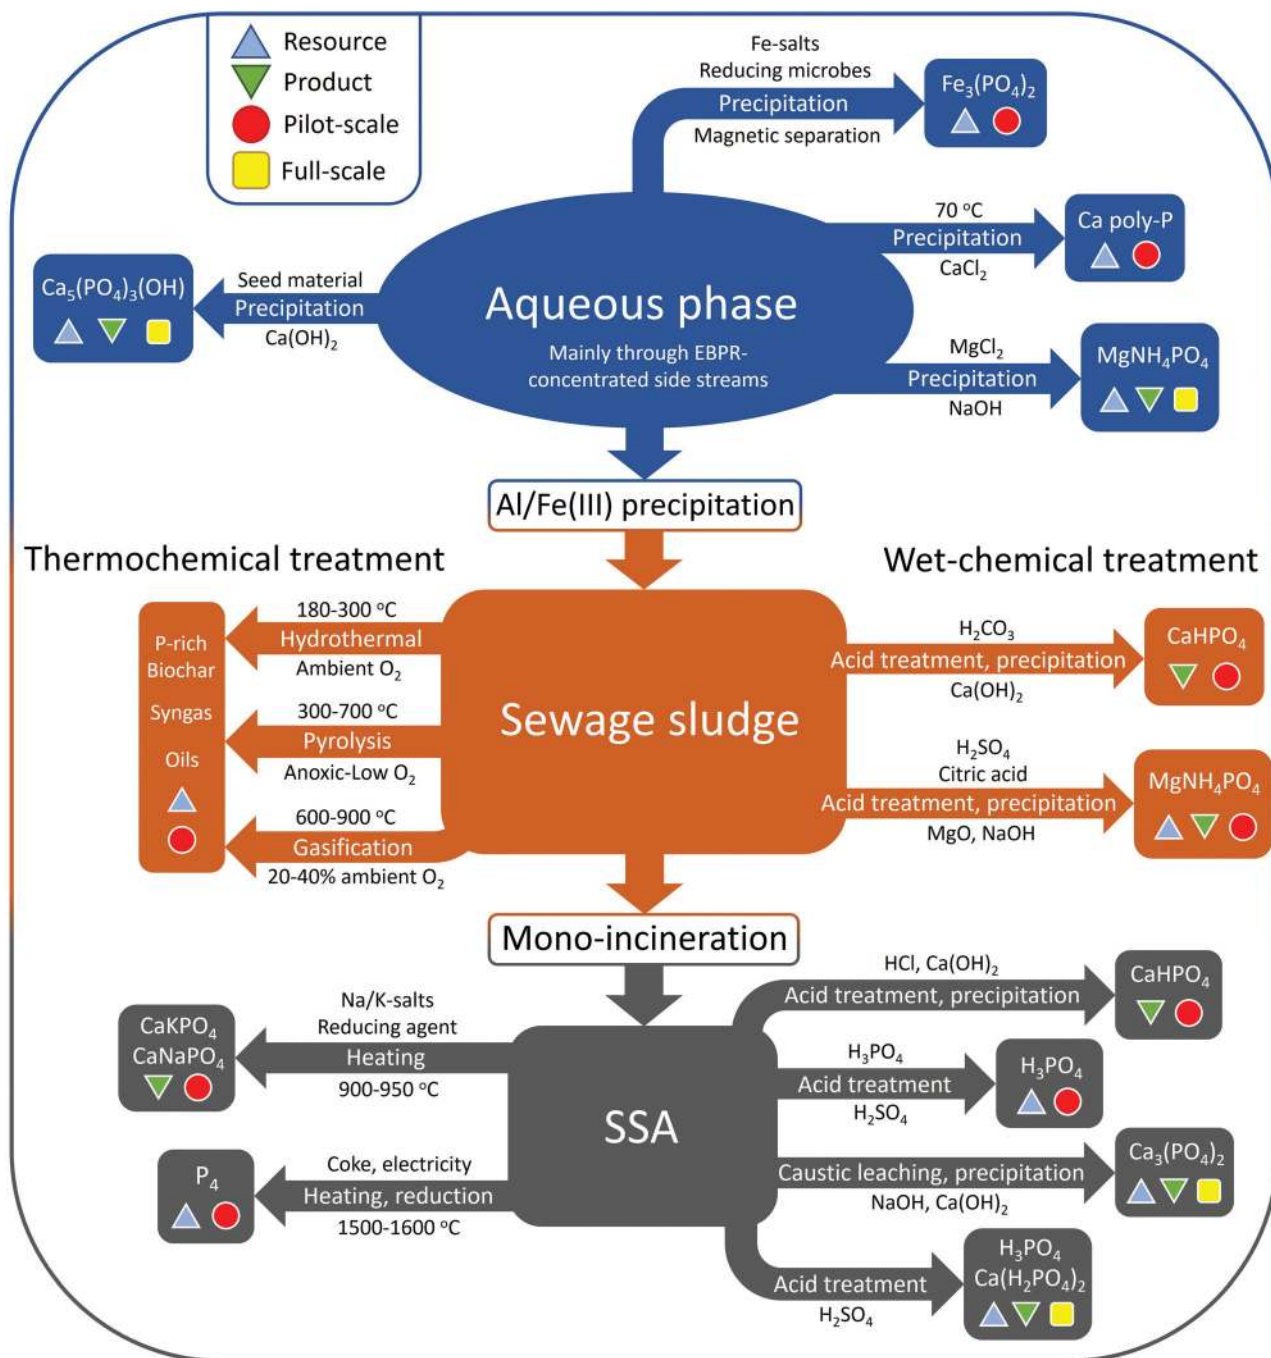 Resource
Product
Pilot-scale
Full-scale
Fe-salts
Reducing microbes
Precipitation
Magnetic separation
Fe₃(PO₄)₂
70 °C
Precipitation
CaCl₂
Ca poly-P
Ca₅(PO₄)₃(OH)
Seed material
Precipitation
Ca(OH)₂
Aqueous phase
Mainly through EBPR-
concentrated side streams
MgCl₂
Precipitation
NaOH
MgNH₄PO₄
Al/Fe(III) precipitation
Thermochemical treatment
Wet-chemical treatment
P-rich
Biochar
Syngas
Oils
180-300 °C
Hydrothermal
Ambient O₂
300-700 °C
Pyrolysis
Anoxic-Low O₂
600-900 °C
Gasification
20-40% ambient O₂
Sewage sludge
H₂CO₃
Acid treatment, precipitation
Ca(OH)₂
CaHPO₄
H₂SO₄
Citric acid
Acid treatment, precipitation
MgO, NaOH
MgNH₄PO₄
Mono-incineration
CaKPO₄
CaNaPO₄
Na/K-salts
Reducing agent
Heating
900-950 °C
P₄
Coke, electricity
Heating, reduction
1500-1600 °C
SSA
HCl, Ca(OH)₂
Acid treatment, precipitation
CaHPO₄
H₃PO₄
Acid treatment
H₂SO₄
H₃PO₄
Caustic leaching, precipitation
NaOH, Ca(OH)₂
Ca₃(PO₄)₂
Acid treatment
H₂SO₄
H₃PO₄
Ca(H₂PO₄)₂